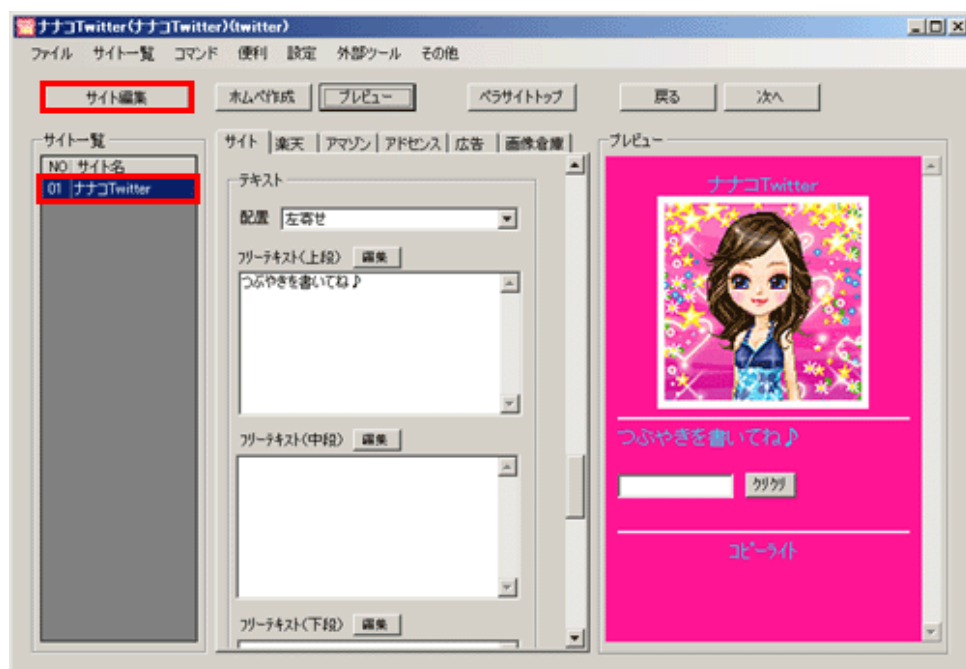 ナナコTwitter(ナナコTwitter)(twitter)
ファイル サイト一覧 コマンド 便利 設定 外部ツール その他
サイト編集 ホムペ作成 プレビュー ペラサイトトップ 戻る 次へ
サイト一覧
NO サイト名
01 ナナコTwitter
サイト 楽天 アマゾン アドセンス 広告 画像倉庫
テキスト
配置 左寄せ
フリーテキスト(上段) 編集
つぶやきを書いてね♪
フリーテキスト(中段) 編集
フリーテキスト(下段) 編集
プレビュー
ナナコTwitter
つぶやきを書いてね♪
クリクリ
コピーライト